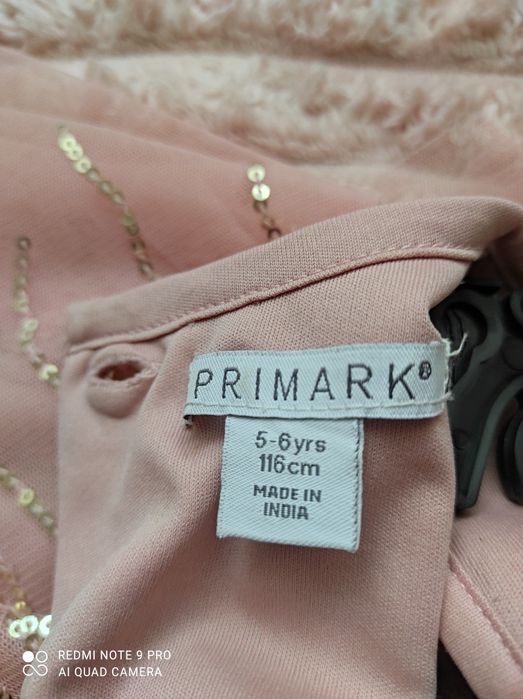 PRIMARK®
5-6yrs
116cm
MADE IN
INDIA
REDMI NOTE 9 PRO
AI QUAD CAMERA